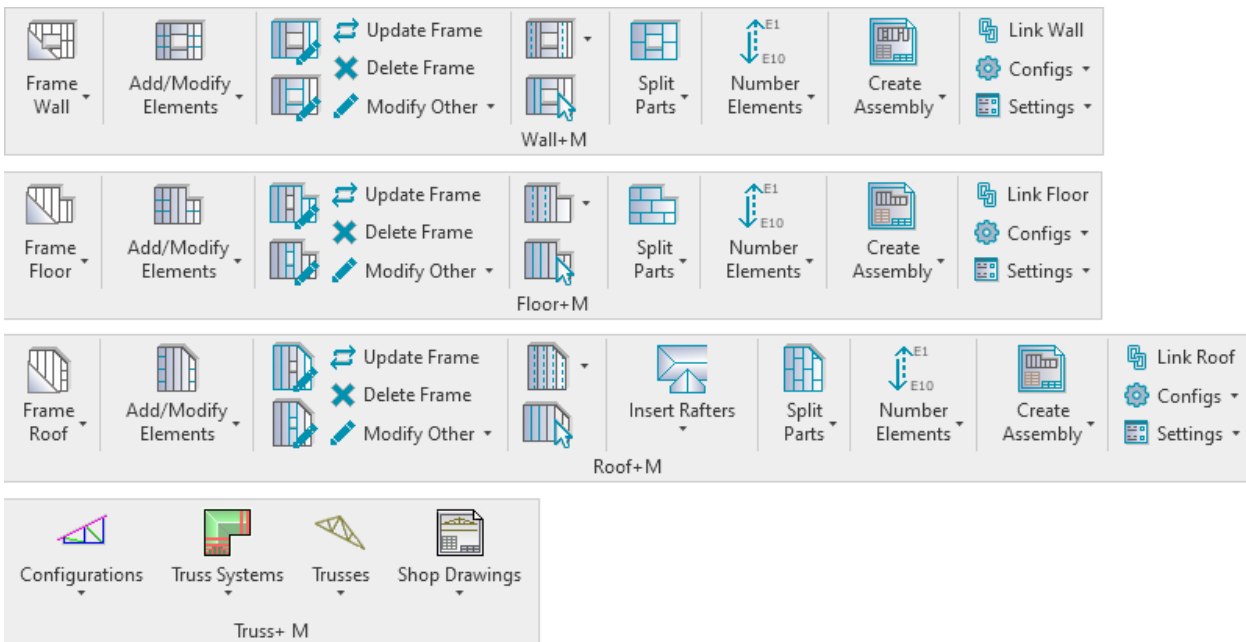 Frame
Wall
Add/Modify
Elements
Update Frame
Delete Frame
Modify Other
Split
Parts
E1
E10
Number
Elements
Create
Assembly
Link Wall
Configs
Settings
Wall+M
Frame
Floor
Add/Modify
Elements
Update Frame
Delete Frame
Modify Other
Split
Parts
E1
E10
Number
Elements
Create
Assembly
Link Floor
Configs
Settings
Floor+M
Frame
Roof
Add/Modify
Elements
Update Frame
Delete Frame
Modify Other
Insert Rafters
Split
Parts
E1
E10
Number
Elements
Create
Assembly
Link Roof
Configs
Settings
Roof+M
Configurations
Truss Systems
Trusses
Shop Drawings
Truss+ M